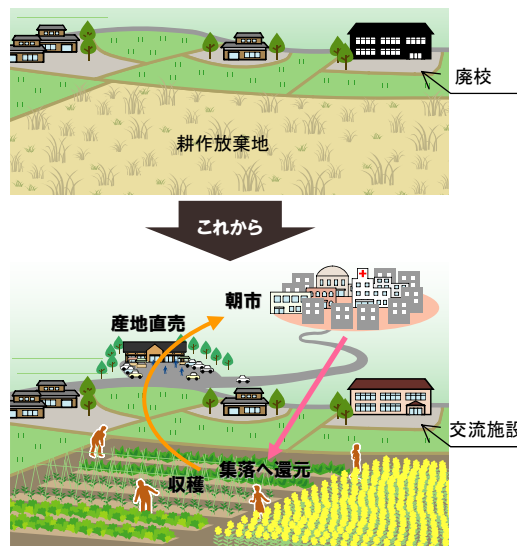 廃校
耕作放棄地
これから
朝市
産地直売
交流施設
集落へ還元
収穫